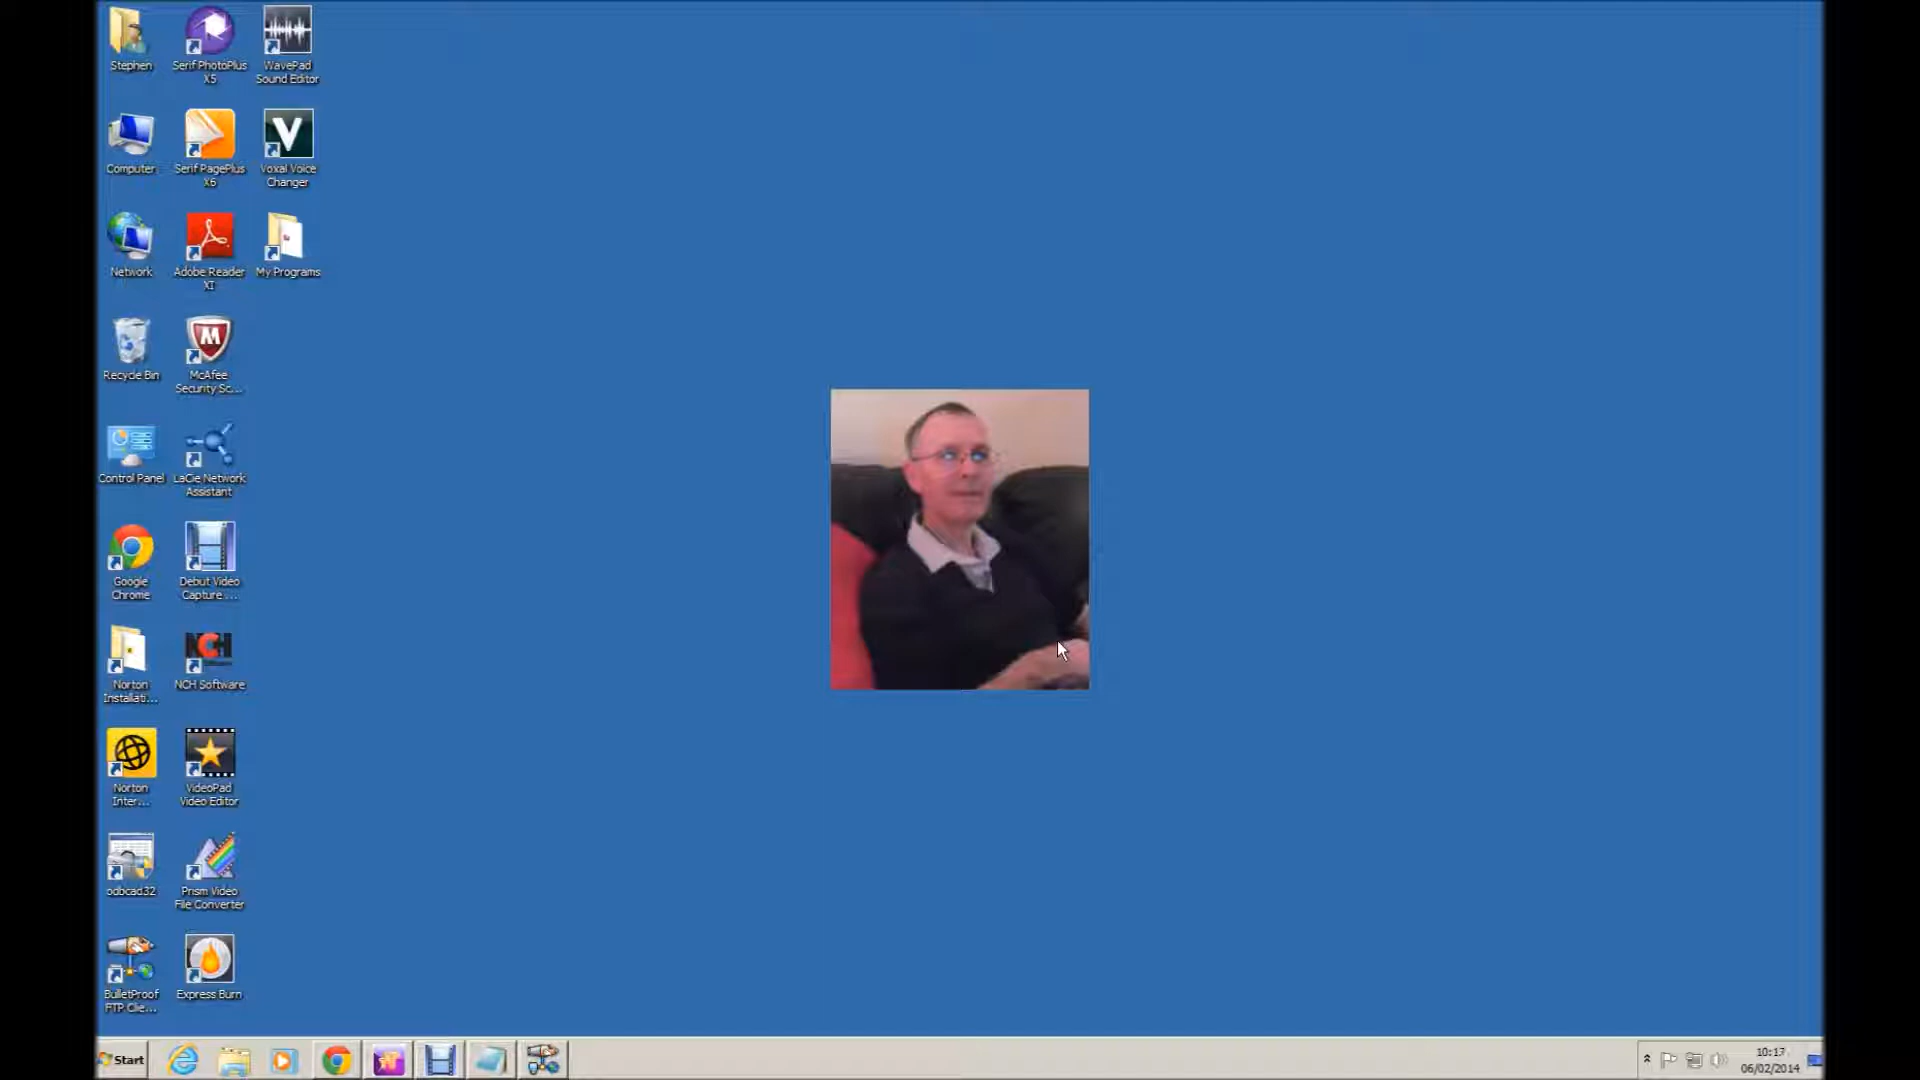 Stephen
Serif PhotoPlus
X5
WavePad
Sound Editor
Computer
Serif PagePlus
X6
V
Voxal Voice
Changer
Network
Adobe Reader
XI
My Programs
Recycle Bin
M
McAfee
Security Sc...
Control Panel
LaCie Network
Assistant
Google
Chrome
Debut Video
Capture ...
Norton
Installati...
NCH
NCH Software
Norton
Inter...
VideoPad
Video Editor
odbcad32
Prism Video
File Converter
BulletProof
FTP Clie...
Express Burn
Start
10:17
06/02/2014